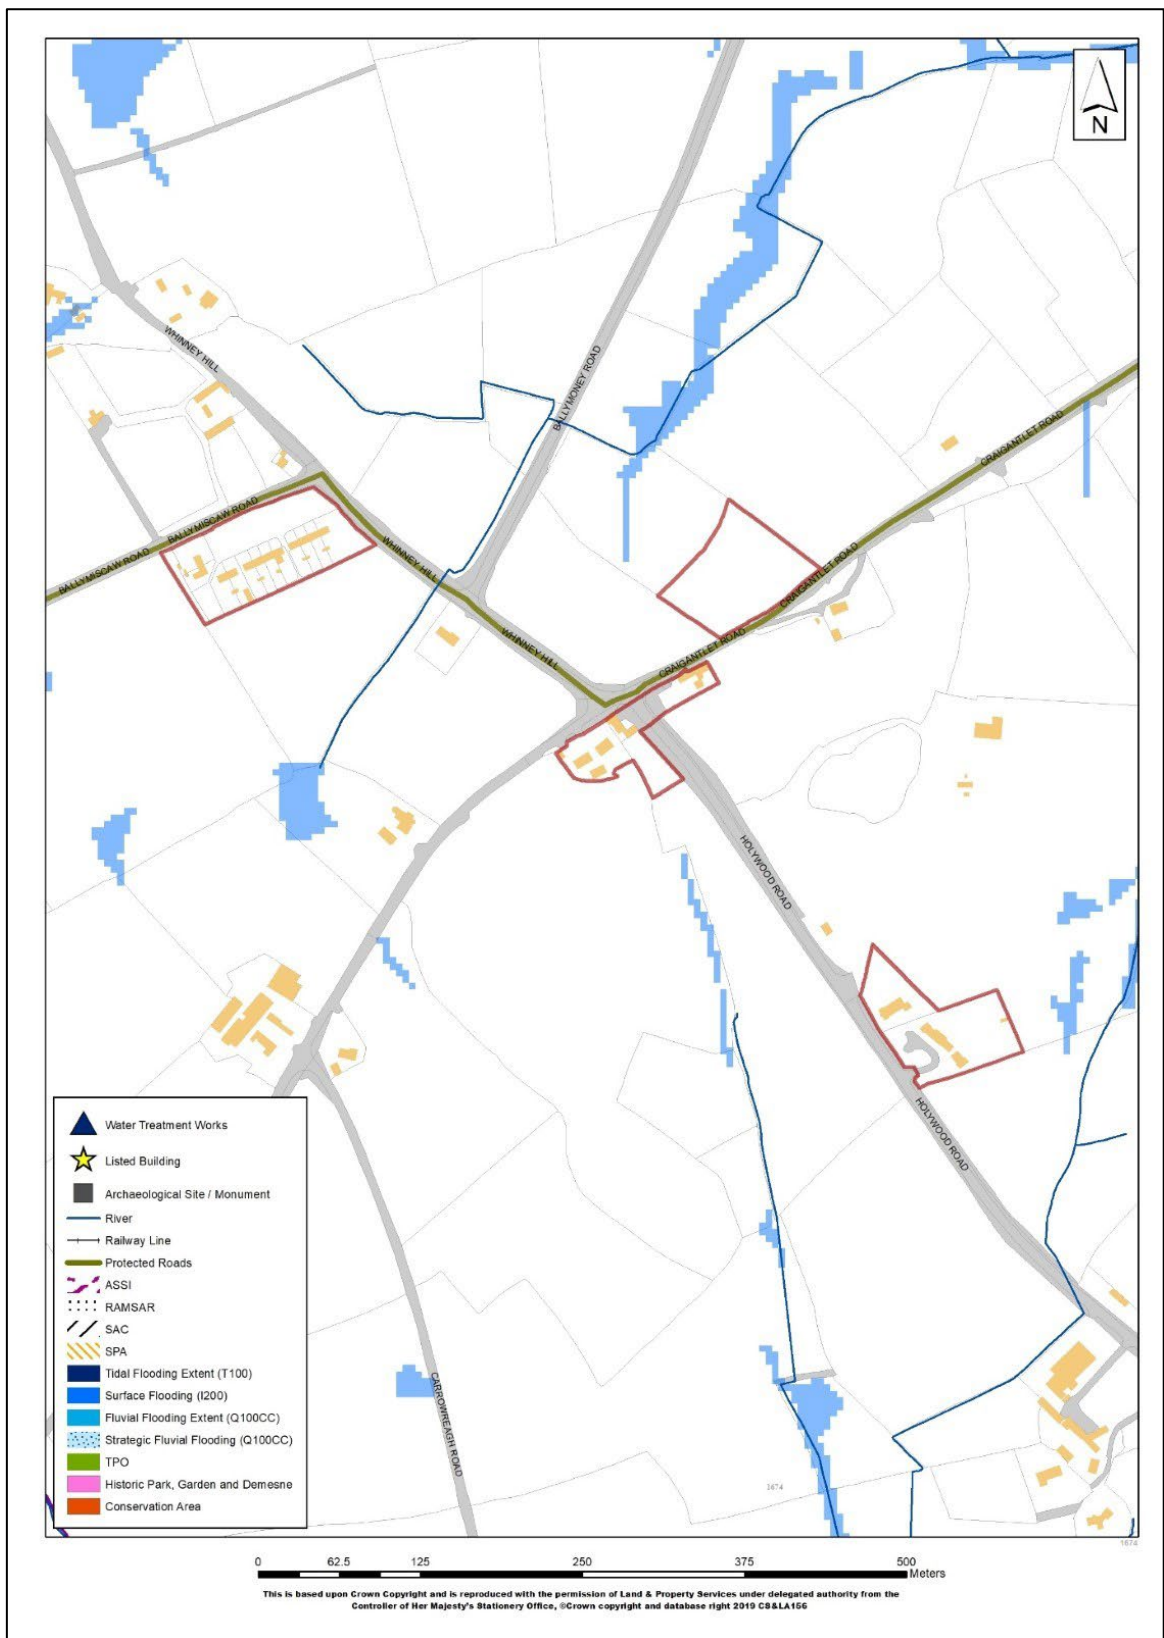 N
WHINNEY HILL
BALLYMONEY ROAD
CRAIGANTLET ROAD
BALLYMISCAW ROAD
BALLYMISCAW ROAD
WHINNEY HILL
CRAIGANTLET ROAD
WHINNEY HILL
CRAIGANTLET ROAD
HOLYWOOD ROAD
HOLYWOOD ROAD
CARROWREAGH ROAD
Water Treatment Works
Listed Building
Archaeological Site / Monument
River
Railway Line
Protected Roads
ASSI
RAMSAR
SAC
SPA
Tidal Flooding Extent (T100)
Surface Flooding (I200)
Fluvial Flooding Extent (Q100CC)
Strategic Fluvial Flooding (Q100CC)
TPO
Historic Park, Garden and Demesne
Conservation Area
1674
1674
0 62.5 125 250 375 500
Meters
This is based upon Crown Copyright and is reproduced with the permission of Land & Property Services under delegated authority from the
Controller of Her Majesty's Stationery Office, ©Crown copyright and database right 2019 CS&LA156